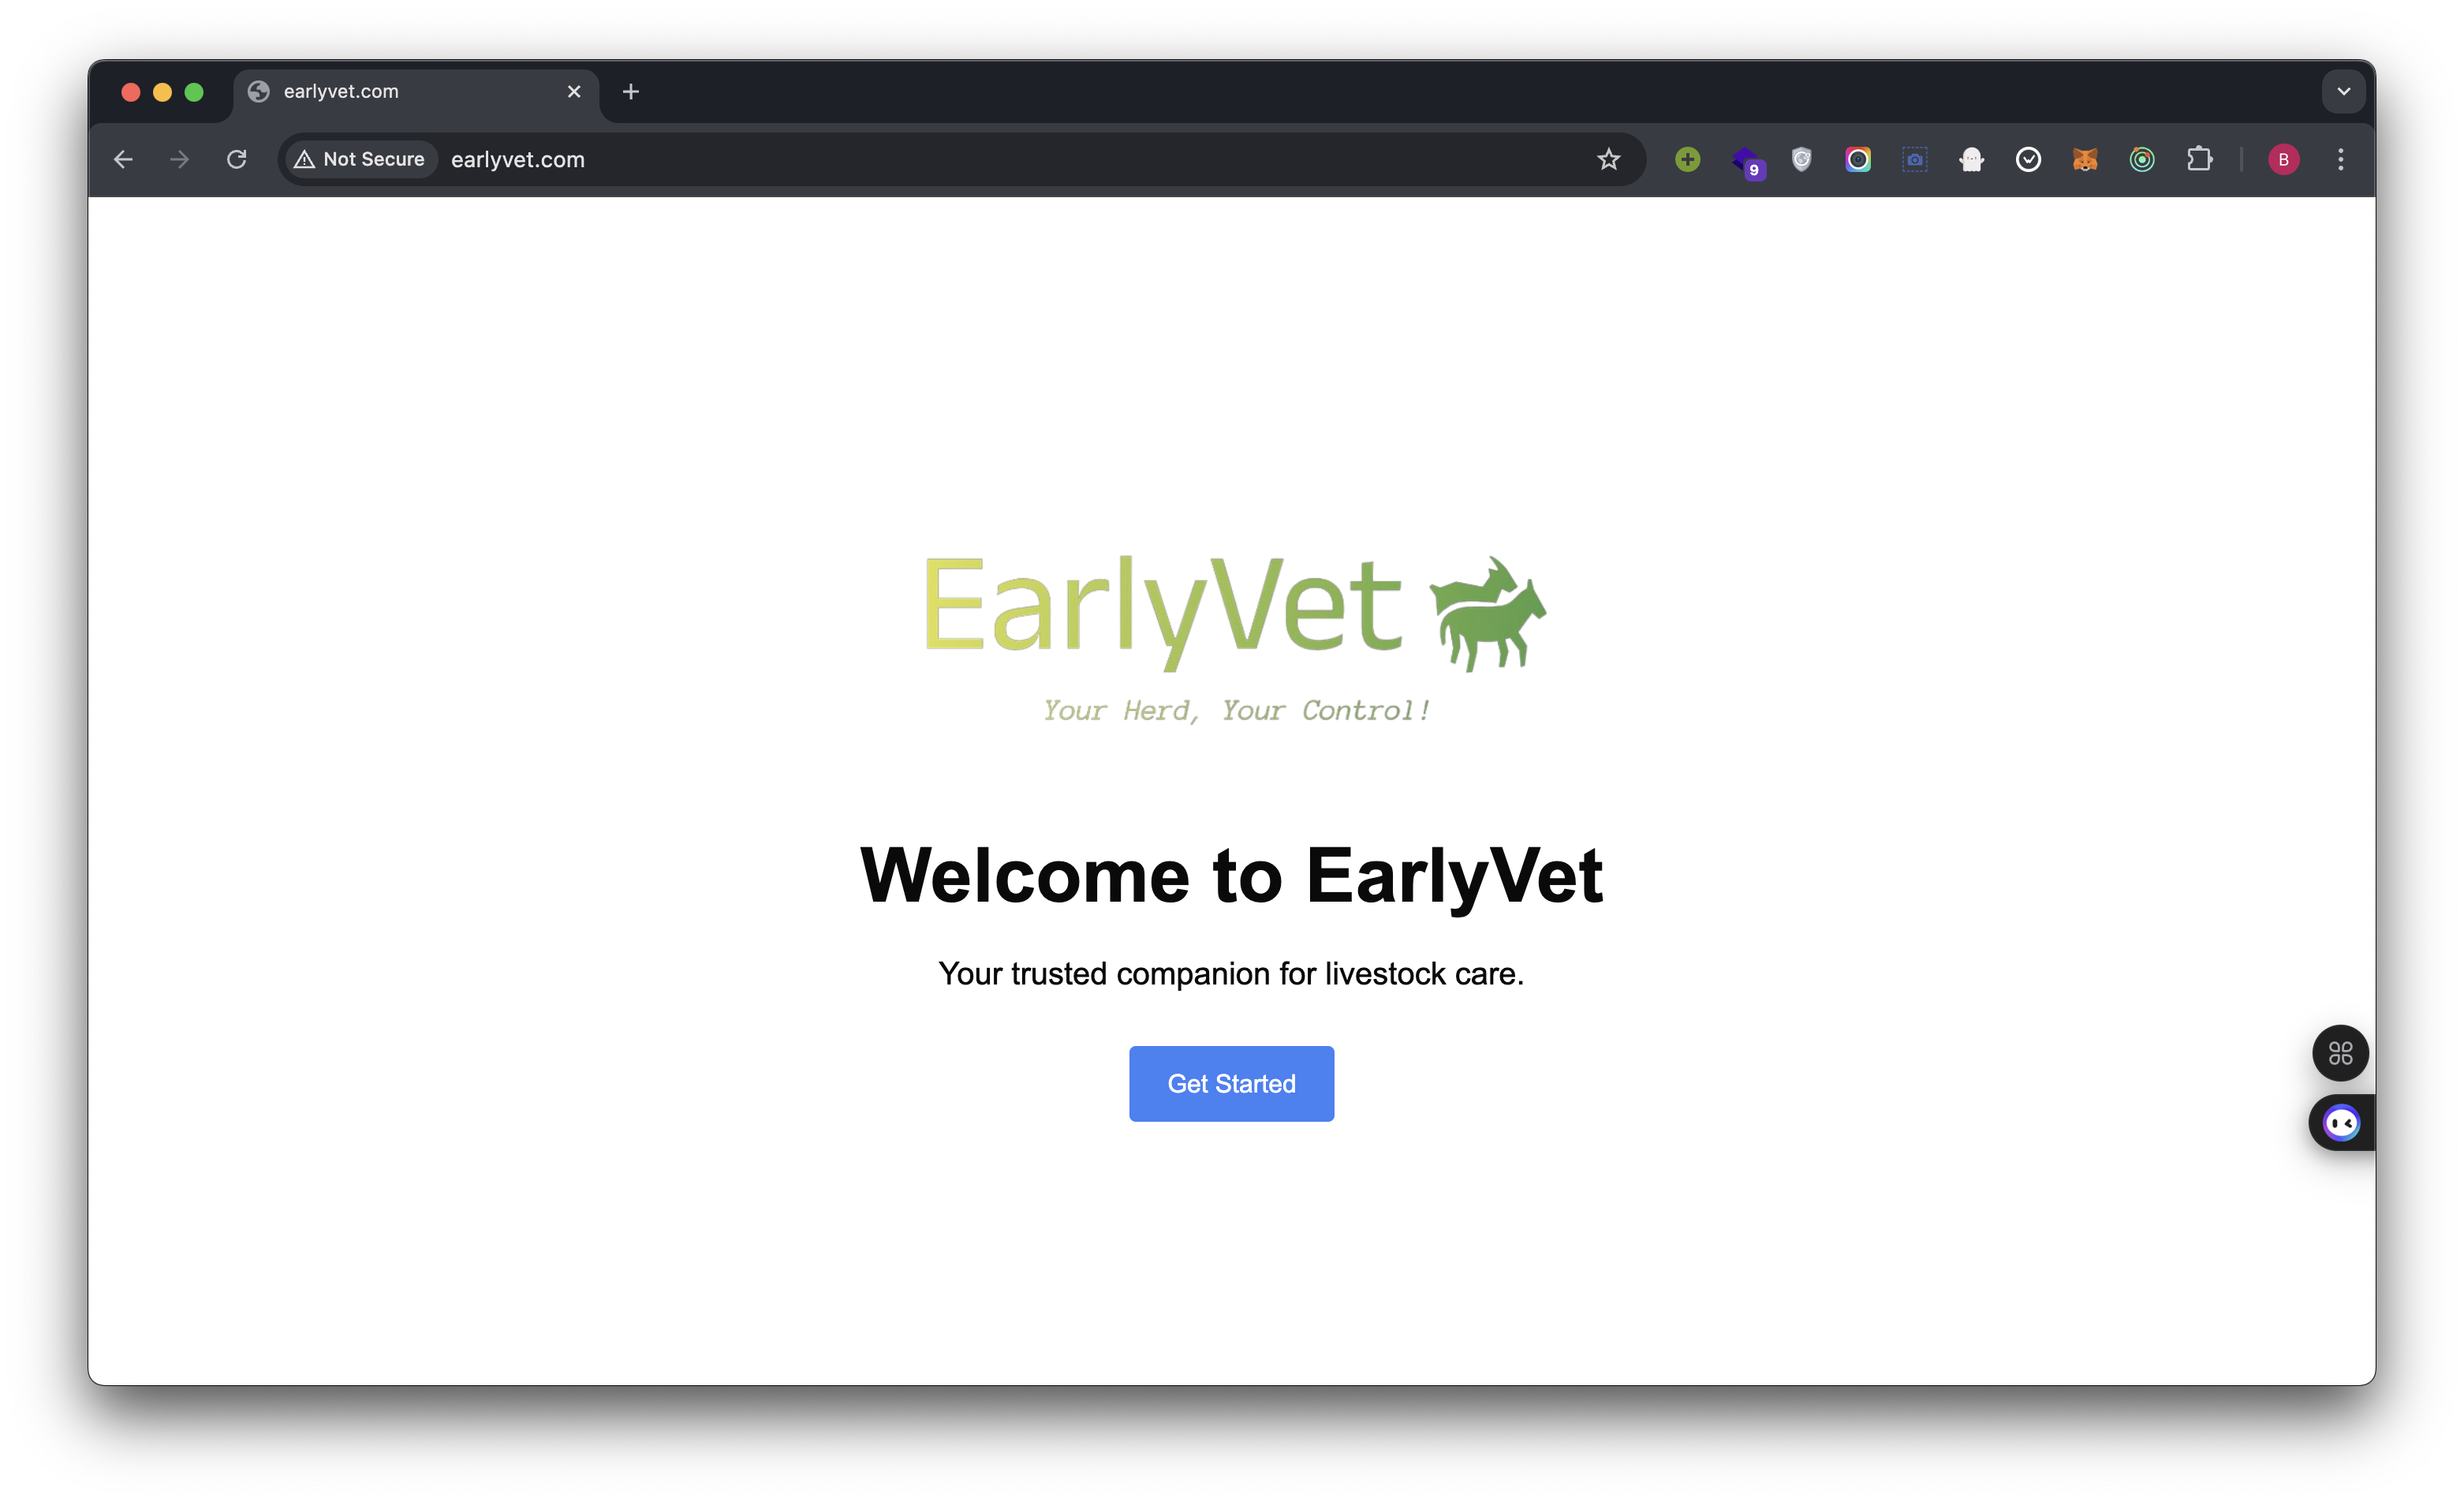 earlyvet.com
Not Secure earlyvet.com
9
B
EarlyVet
Your Herd, Your Control!
Welcome to EarlyVet
Your trusted companion for livestock care.
Get Started